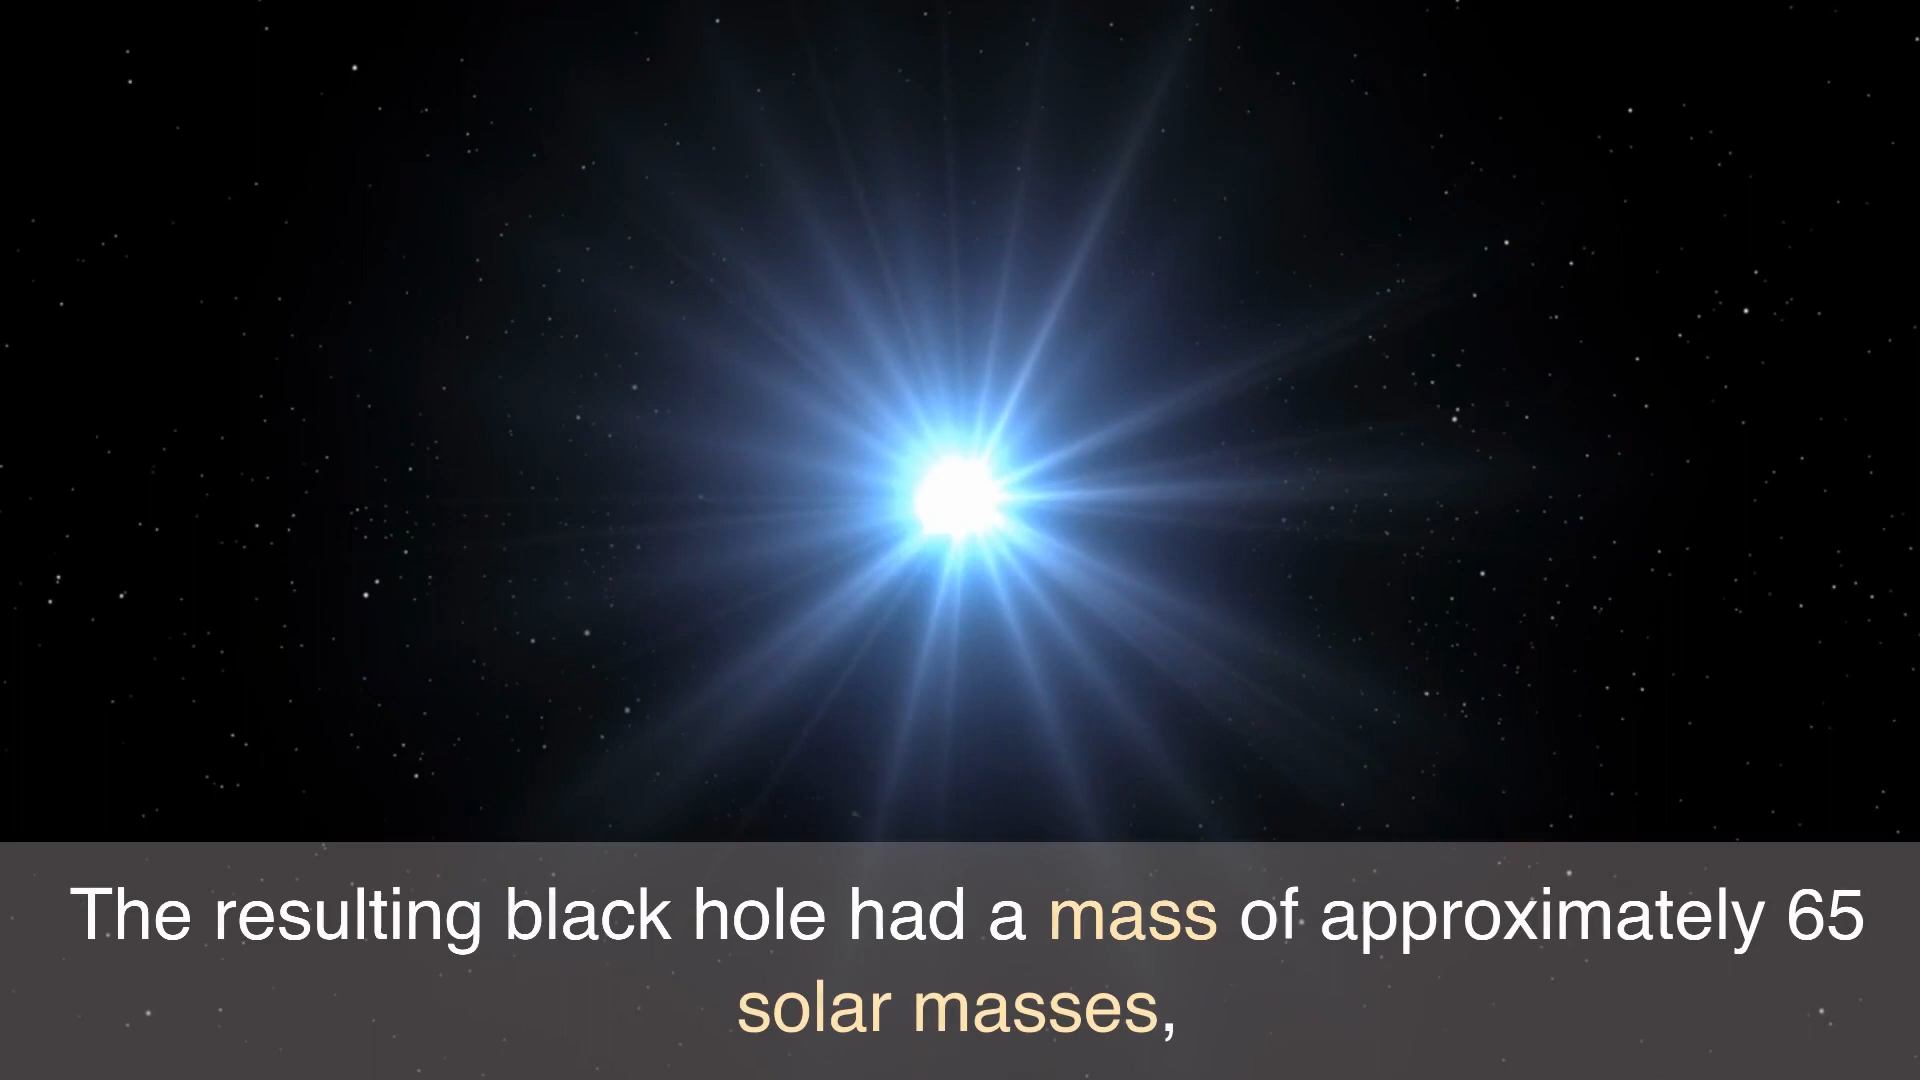 The resulting black hole had a mass of approximately 65
solar masses,